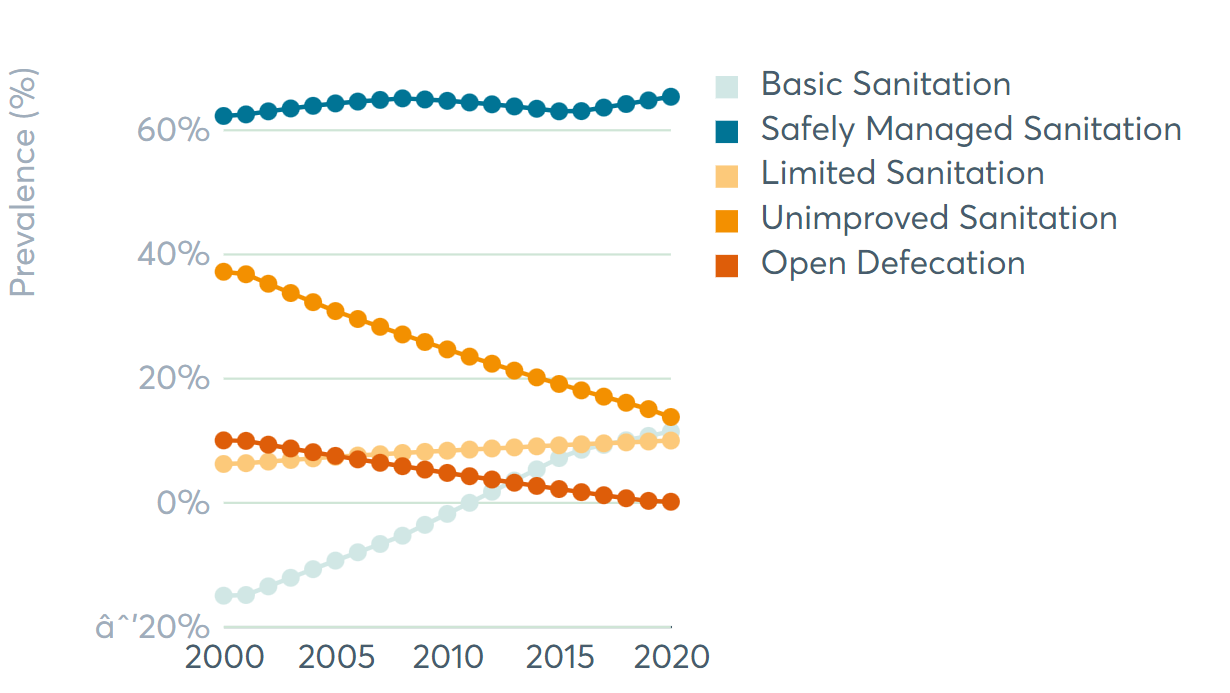 Prevalence (%)
60%
40%
20%
0%
âˆ’20%
2000 2005 2010 2015 2020
Basic Sanitation
Safely Managed Sanitation
Limited Sanitation
Unimproved Sanitation
Open Defecation